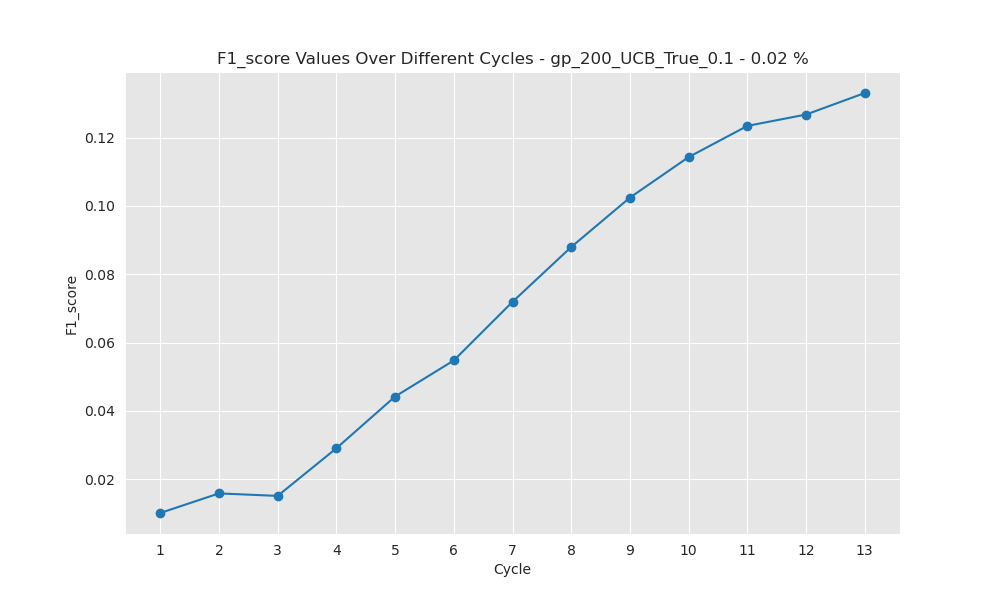 F1_score Values Over Different Cycles - gp_200_UCB_True_0.1 - 0.02 %
F1_score
0.12
0.10
0.08
0.06
0.04
0.02
1 2 3 4 5 6 7 8 9 10 11 12 13
Cycle